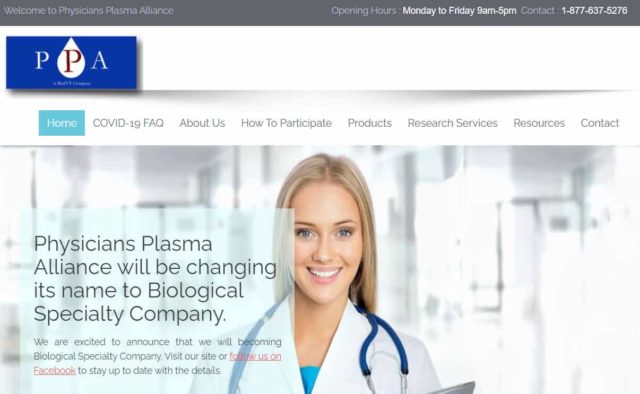 Welcome to Physicians Plasma Alliance
Opening Hours : Monday to Friday 9am-5pm Contact : 1-877-637-5276
P P A
A BioIVT Company
Home COVID-19 FAQ About Us How To Participate Products Research Services Resources Contact
Physicians Plasma
Alliance will be changing
its name to Biological
Specialty Company.
We are excited to announce that we will becoming
Biological Specialty Company. Visit our site or follow us on
Facebook to stay up to date with the details.